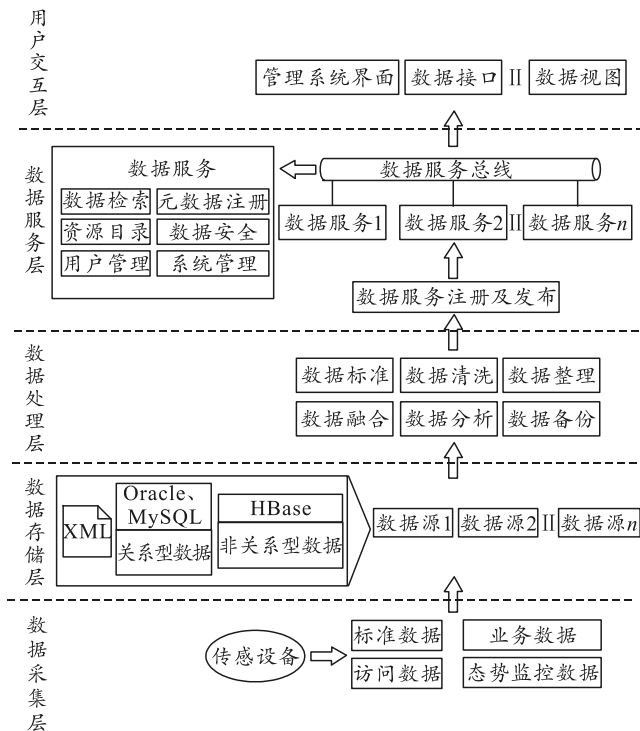 用户交互层
管理系统界面 数据接口 II 数据视图
数据服务层
数据服务
数据检索 元数据注册
资源目录 数据安全
用户管理 系统管理
数据服务总线
数据服务1 数据服务2 II 数据服务n
数据服务注册及发布
数据处理层
数据标准 数据清洗 数据整理
数据融合 数据分析 数据备份
数据存储层
XML
Oracle、
MySQL
关系型数据
HBase
非关系型数据
数据源1 数据源2 II 数据源n
数据采集层
传感设备
标准数据 业务数据
访问数据 态势监控数据